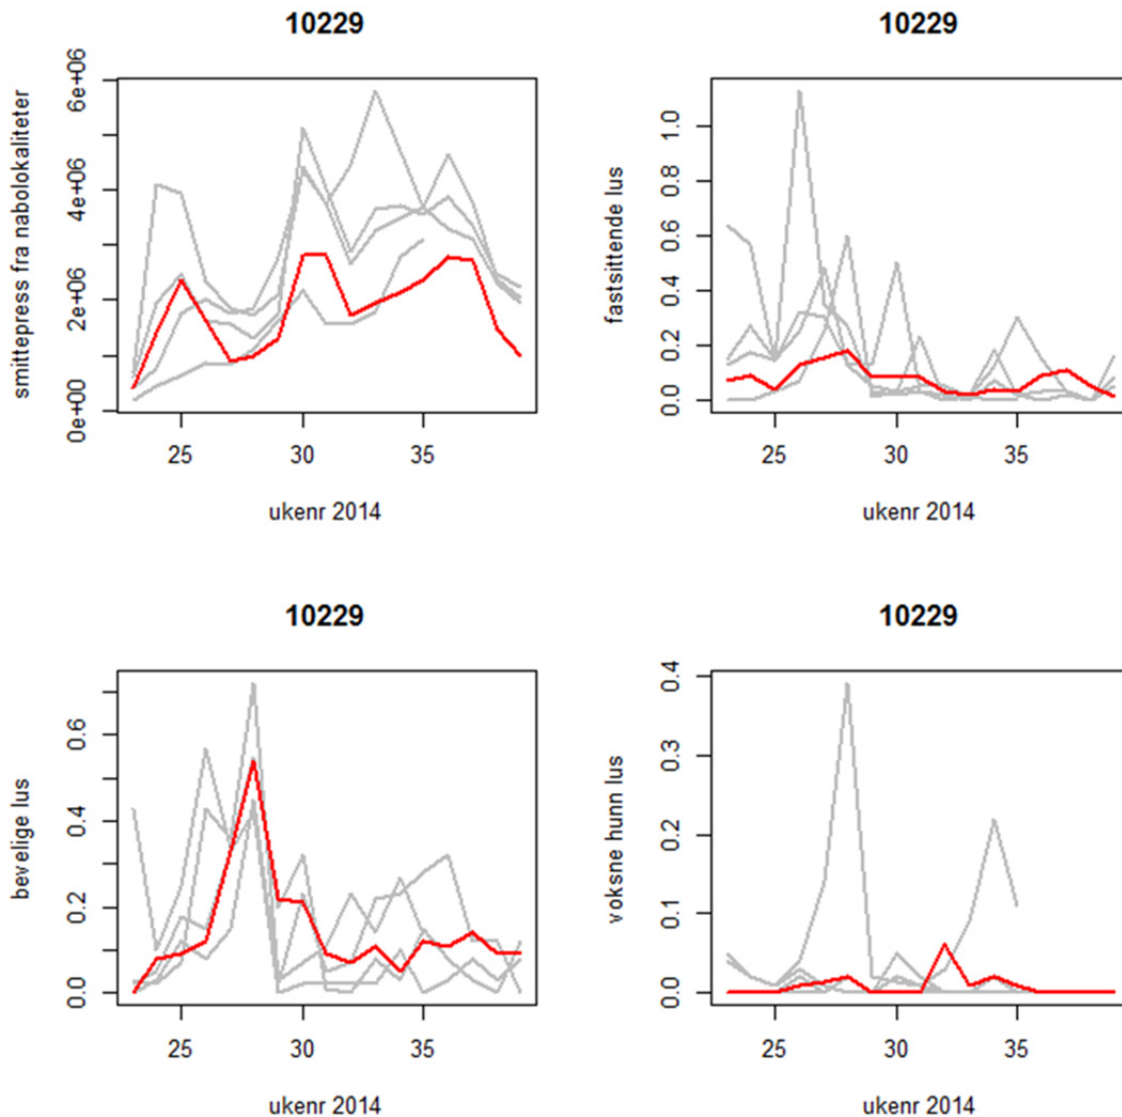 10229
smittepress fra nabolokaliteter
0e+00 2e+06 4e+06 6e+06
25 30 35
ukenr 2014
10229
fastsittende lus
0.0 0.2 0.4 0.6 0.8 1.0
25 30 35
ukenr 2014
10229
bevelige lus
0.0 0.2 0.4 0.6
25 30 35
ukenr 2014
10229
voksne hunn lus
0.0 0.1 0.2 0.3 0.4
25 30 35
ukenr 2014